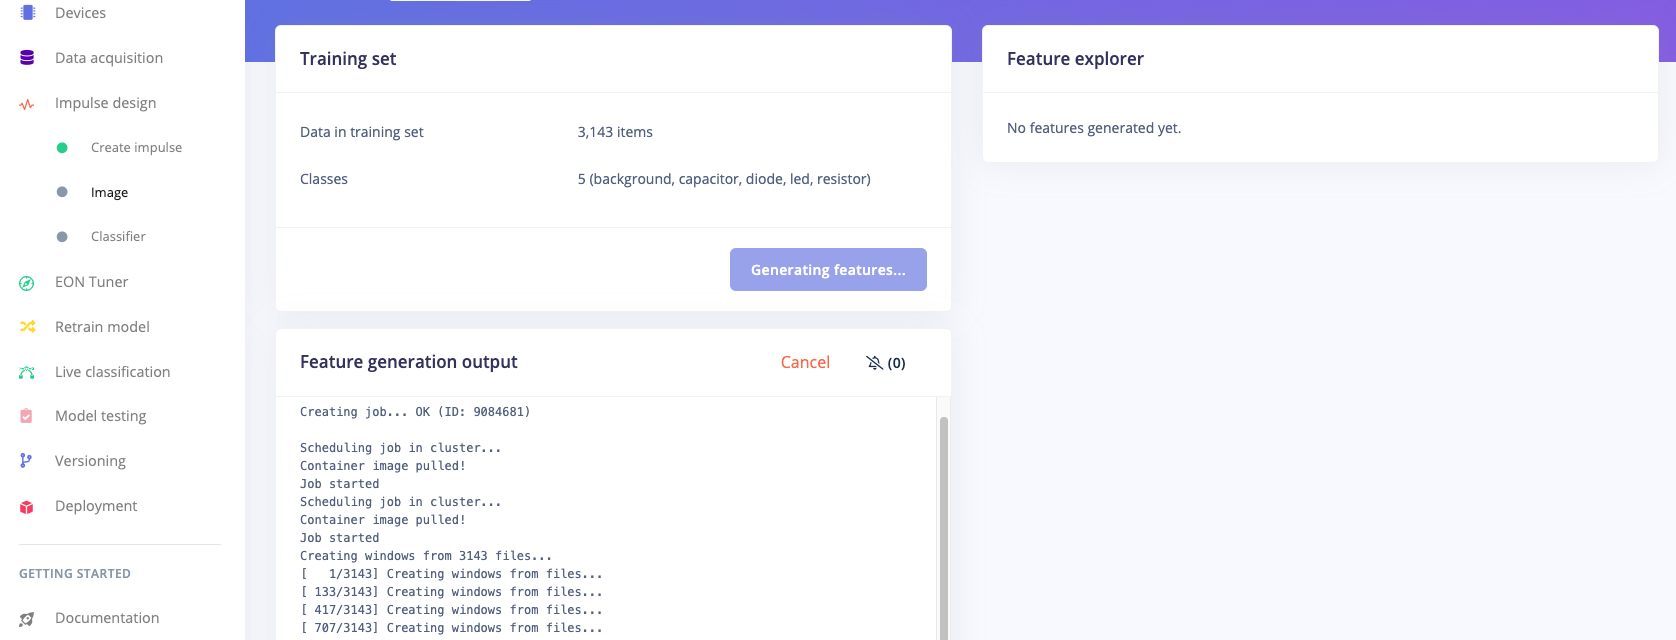 Devices
Data acquisition
Impulse design
Create impulse
Image
Classifier
EON Tuner
Retrain model
Live classification
Model testing
Versioning
Deployment
GETTING STARTED
Documentation
Training set
Data in training set 3,143 items
Classes 5 (background, capacitor, diode, led, resistor)
Generating features...
Feature generation output Cancel (0)
Creating job... OK (ID: 9084681)
Scheduling job in cluster...
Container image pulled!
Job started
Scheduling job in cluster...
Container image pulled!
Job started
Creating windows from 3143 files...
[   1/3143] Creating windows from files...
[ 133/3143] Creating windows from files...
[ 417/3143] Creating windows from files...
[ 707/3143] Creating windows from files...
Feature explorer
No features generated yet.